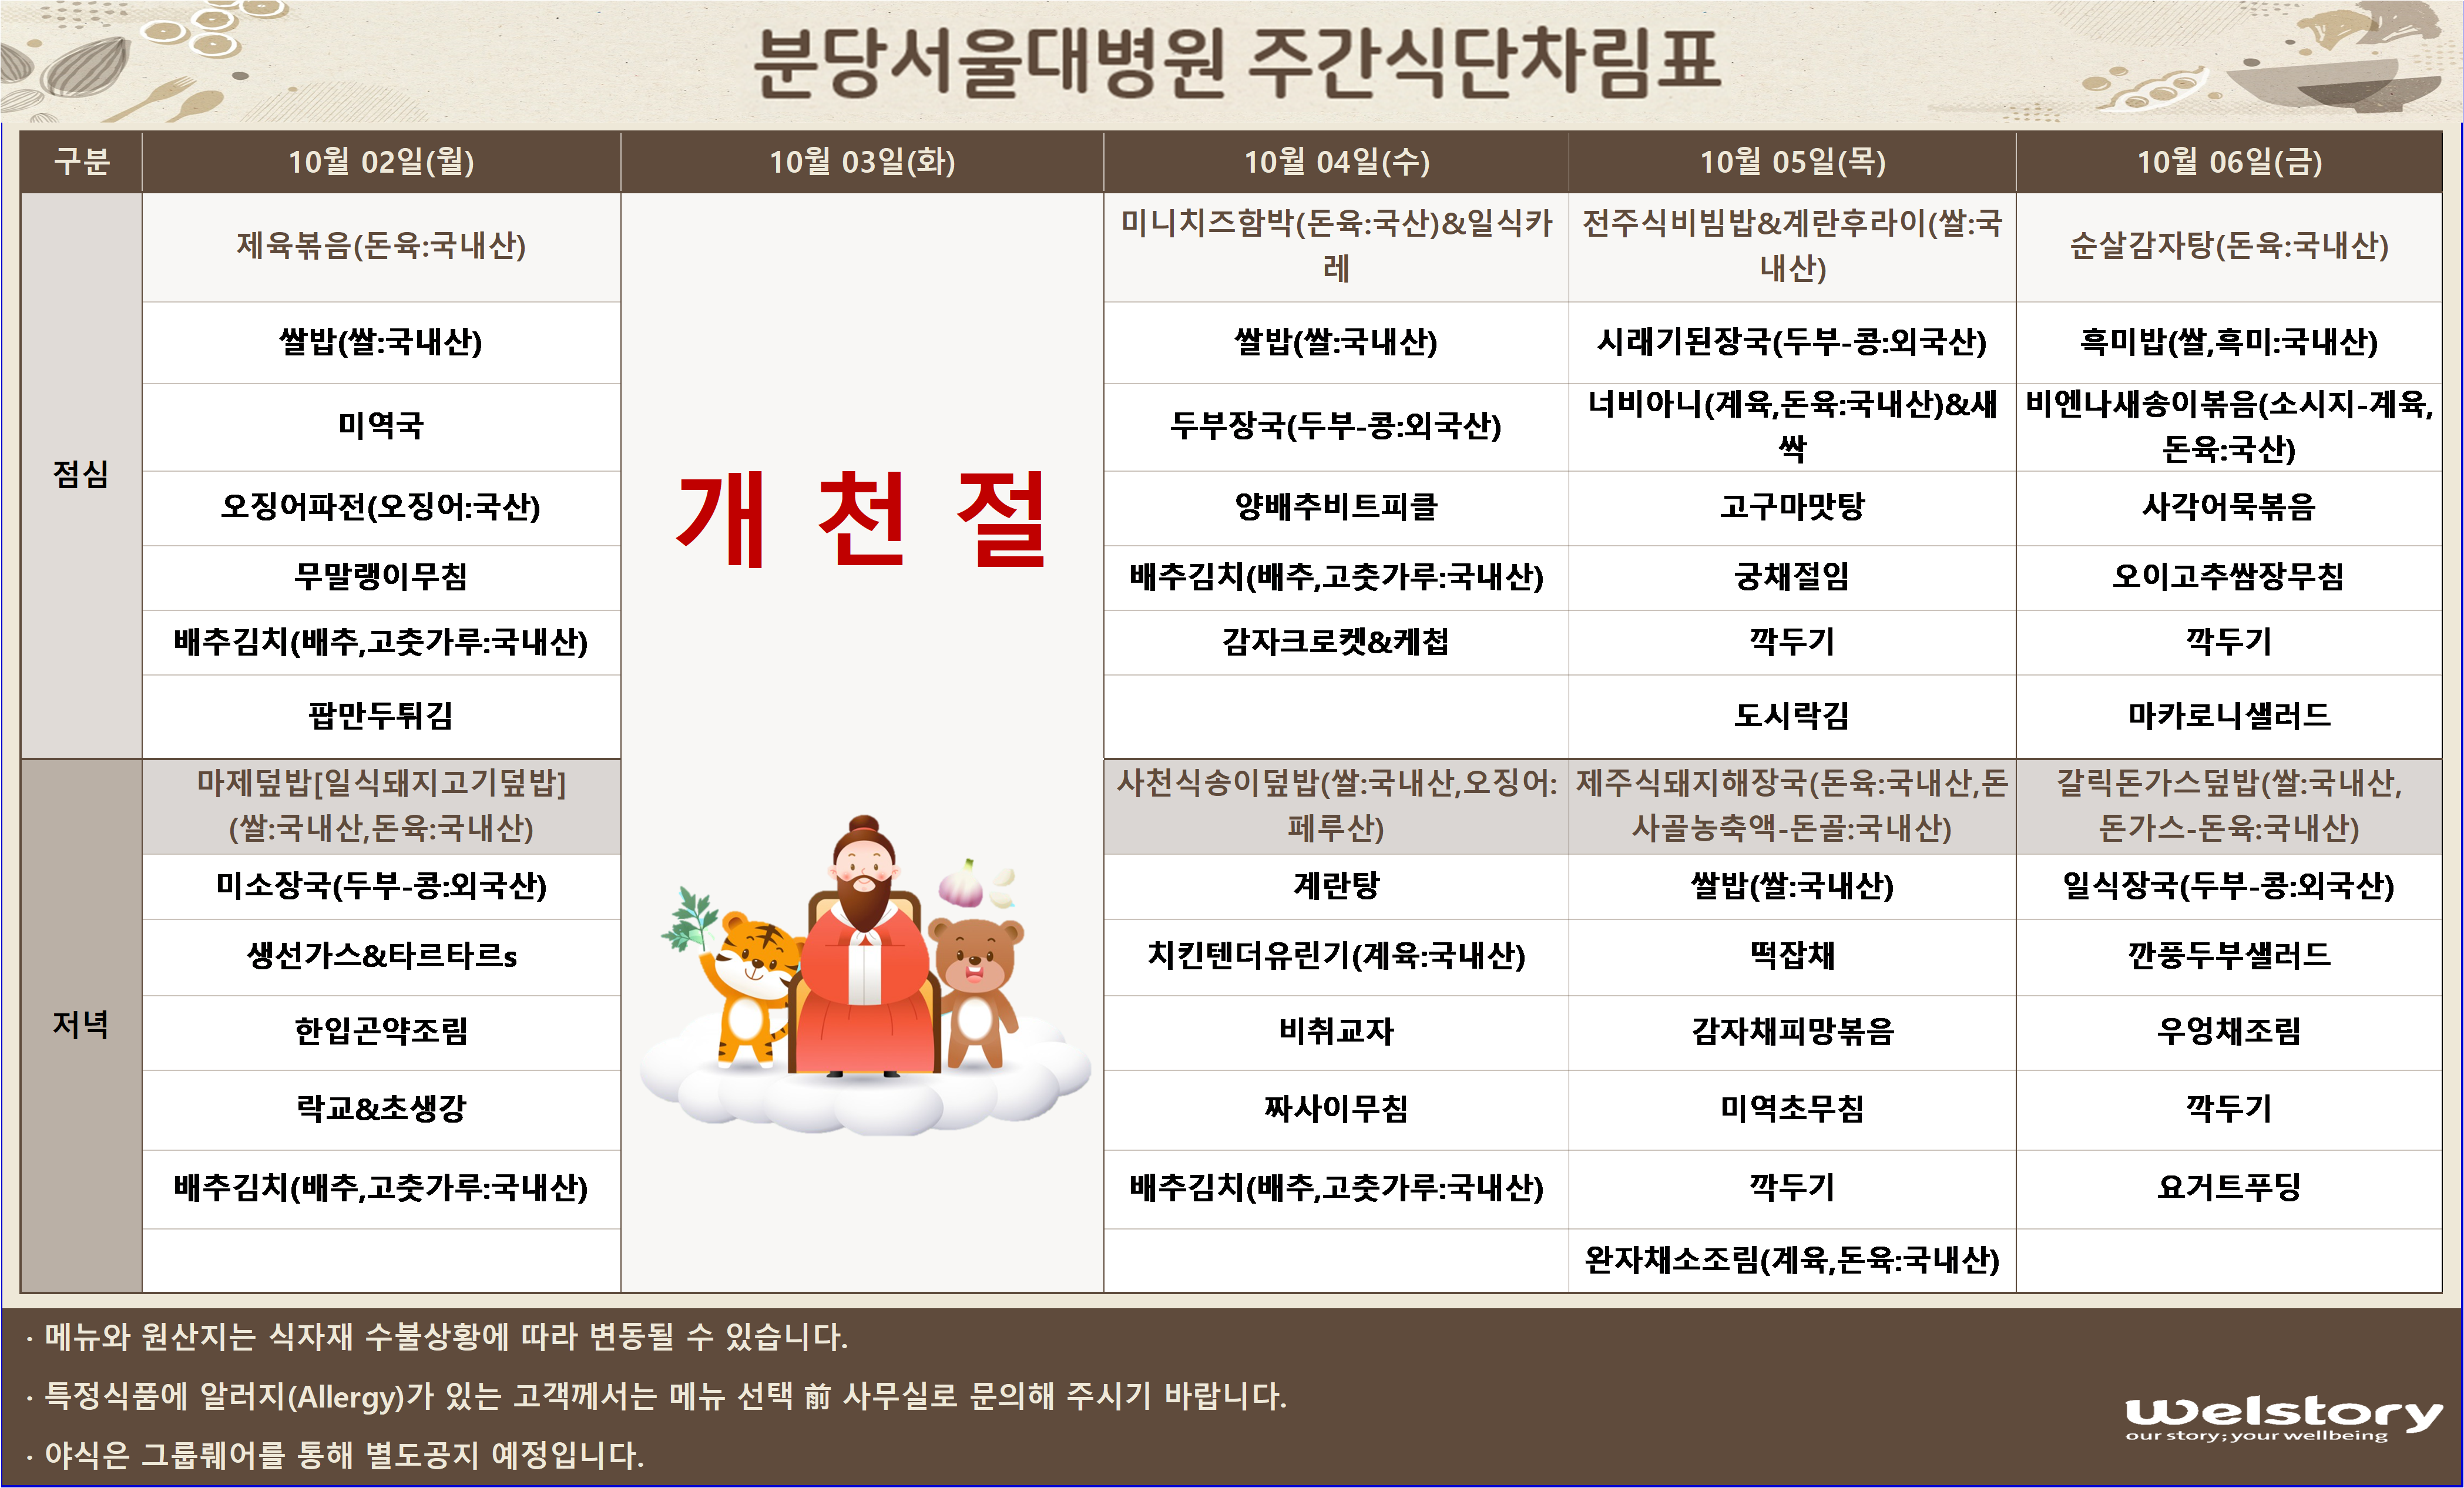 분당서울대병원 주간식단차림표
구분
10월 02일(월)
10월 03일(화)
10월 04일(수)
10월 05일(목)
10월 06일(금)
점심
제육볶음(돈육:국내산)
미니치즈함박(돈육:국산)&일식카
레
전주식비빔밥&계란후라이(쌀:국
내산)
순살감자탕(돈육:국내산)
쌀밥(쌀:국내산)
쌀밥(쌀:국내산)
시래기된장국(두부-콩:외국산)
흑미밥(쌀,흑미:국내산)
미역국
두부장국(두부-콩:외국산)
너비아니(계육,돈육:국내산)&새
싹
비엔나새송이볶음(소시지-계육,
돈육:국산)
오징어파전(오징어:국산)
양배추비트피클
고구마맛탕
사각어묵볶음
무말랭이무침
배추김치(배추,고춧가루:국내산)
궁채절임
오이고추쌈장무침
배추김치(배추,고춧가루:국내산)
감자크로켓&케첩
깍두기
깍두기
팝만두튀김
도시락김
마카로니샐러드
개 천 절
저녁
마제덮밥[일식돼지고기덮밥]
(쌀:국내산,돈육:국내산)
사천식송이덮밥(쌀:국내산,오징어:
페루산)
제주식돼지해장국(돈육:국내산,돈
사골농축액-돈골:국내산)
갈릭돈가스덮밥(쌀:국내산,
돈가스-돈육:국내산)
미소장국(두부-콩:외국산)
계란탕
쌀밥(쌀:국내산)
일식장국(두부-콩:외국산)
생선가스&타르타르s
치킨텐더유린기(계육:국내산)
떡잡채
깐풍두부샐러드
한입곤약조림
비취교자
감자채피망볶음
우엉채조림
락교&초생강
짜사이무침
미역초무침
깍두기
배추김치(배추,고춧가루:국내산)
배추김치(배추,고춧가루:국내산)
깍두기
요거트푸딩
완자채소조림(계육,돈육:국내산)
· 메뉴와 원산지는 식자재 수불상황에 따라 변동될 수 있습니다.
· 특정식품에 알러지(Allergy)가 있는 고객께서는 메뉴 선택 前 사무실로 문의해 주시기 바랍니다.
· 야식은 그룹웨어를 통해 별도공지 예정입니다.
welstory
our story; your wellbeing